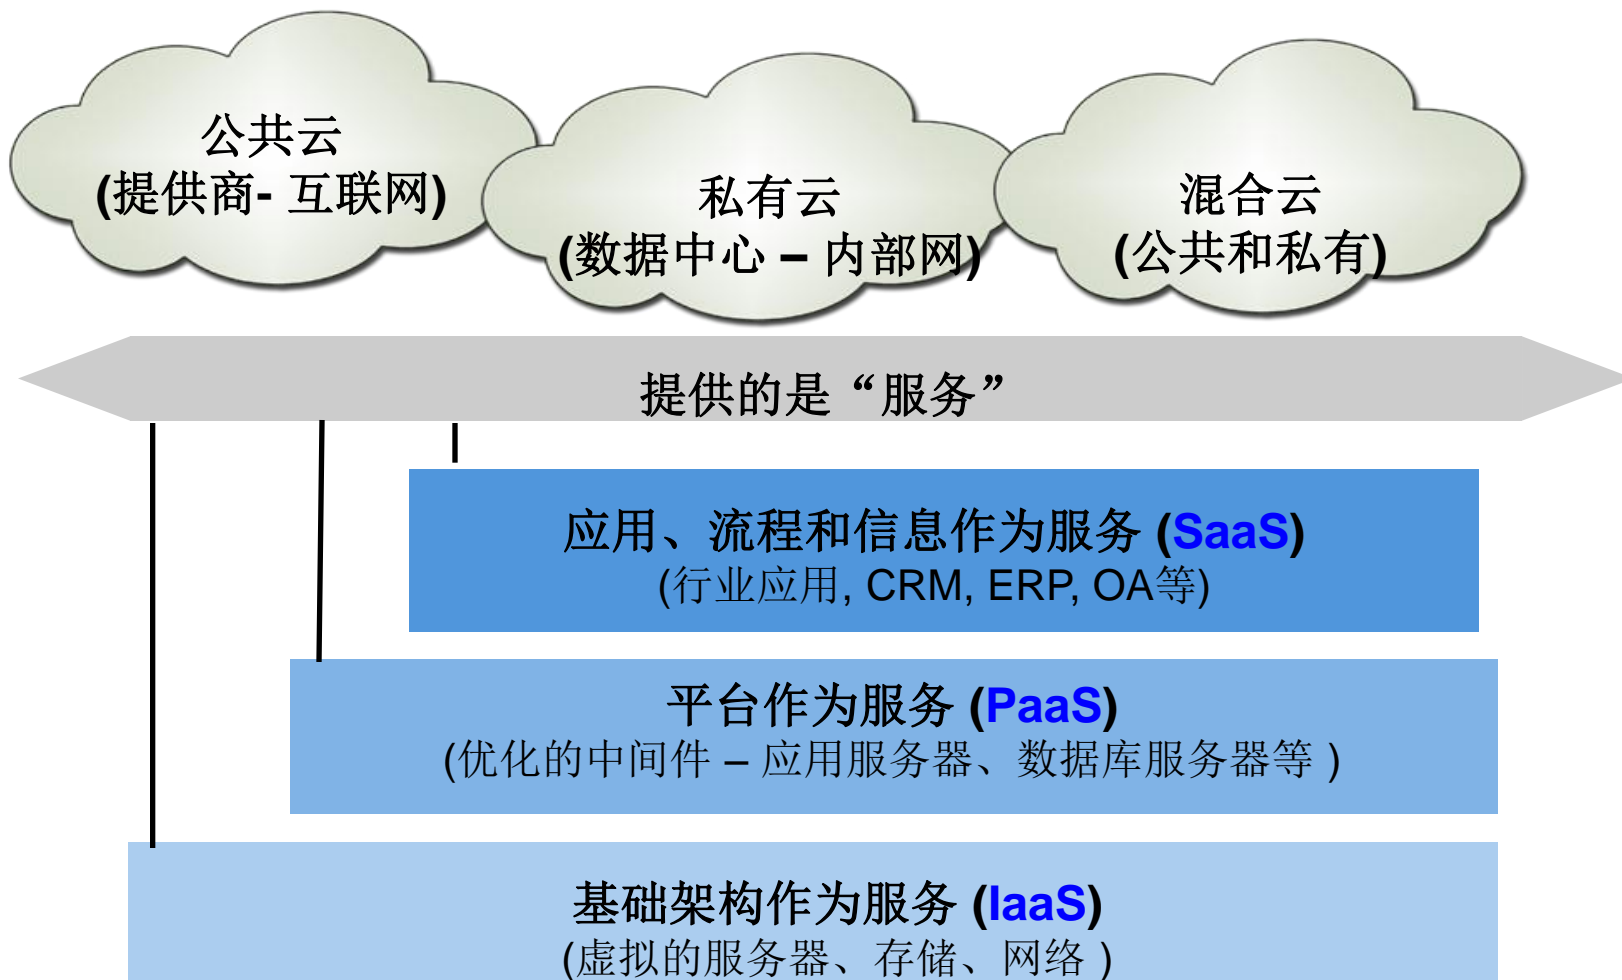 公共云
(提供商- 互联网)
私有云
(数据中心 – 内部网)
混合云
(公共和私有)
提供的是“服务”
应用、流程和信息作为服务 (SaaS)
(行业应用, CRM, ERP, OA等)
平台作为服务 (PaaS)
(优化的中间件 – 应用服务器、数据库服务器等 )
基础架构作为服务 (IaaS)
(虚拟的服务器、存储、网络 )